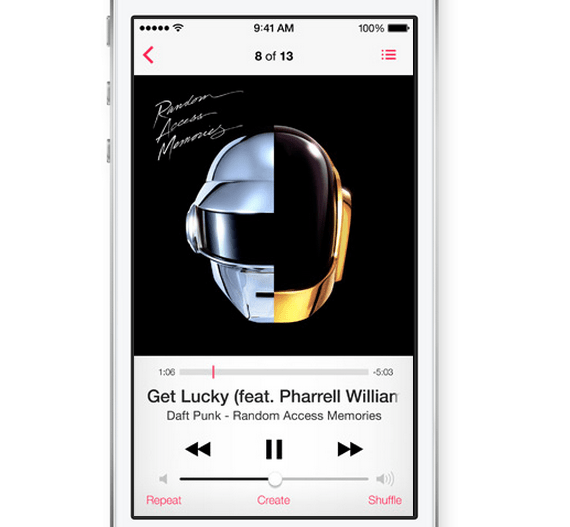 9:41 AM 100%
8 of 13
Random
Access
Memories
1:06 -5:03
Get Lucky (feat. Pharrell Willian
Daft Punk - Random Access Memories
Repeat Create Shuffle